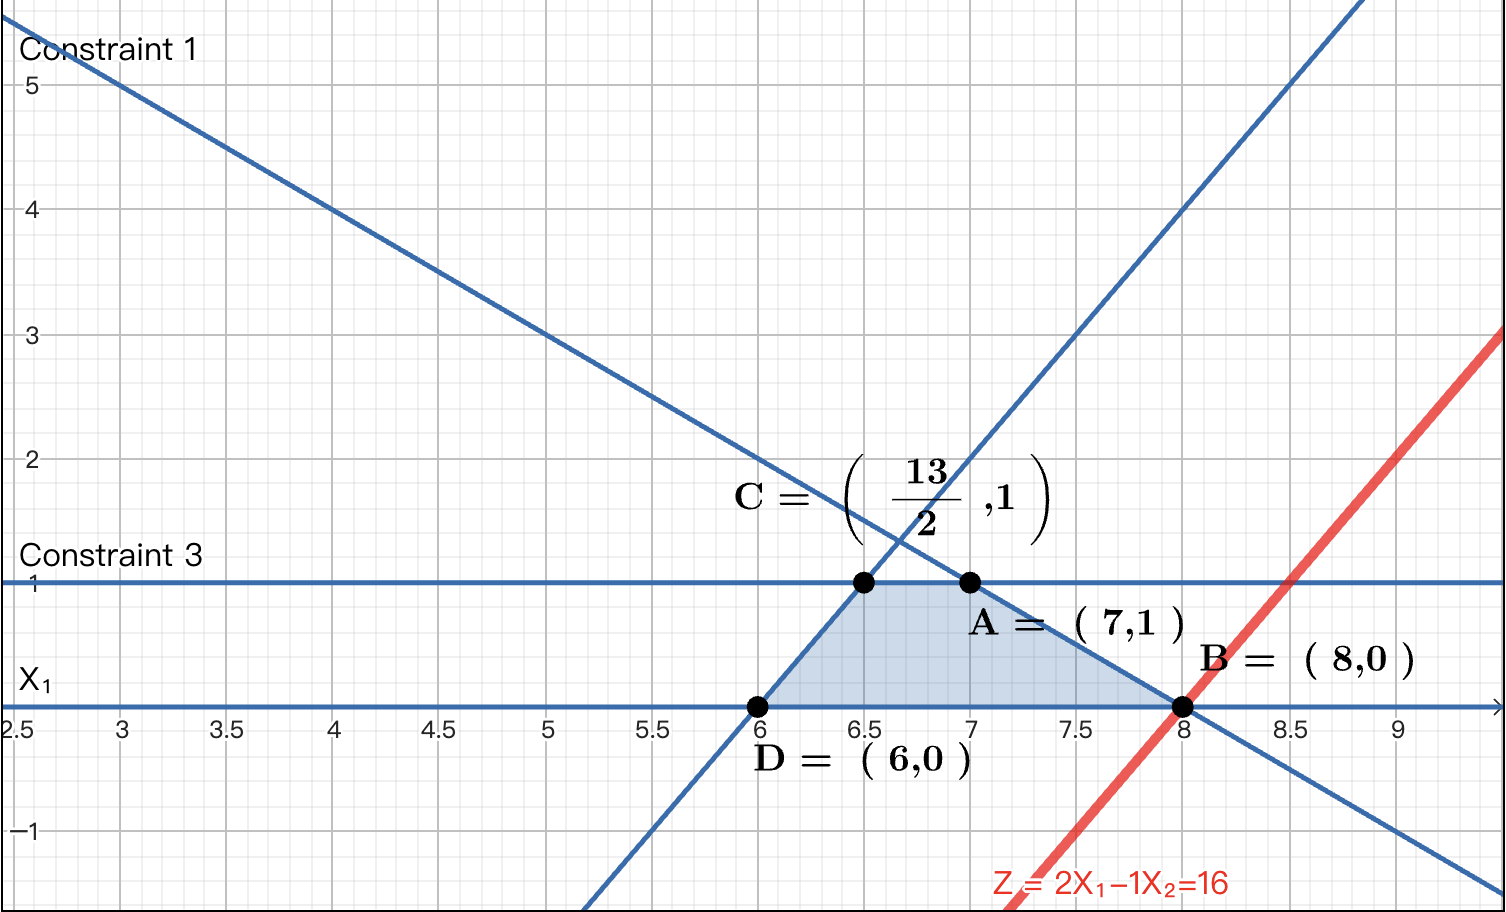 Constraint 1
5
4
3
2
C = ( 13/2 ,1 )
Constraint 3
1
A = ( 7,1 )
B = ( 8,0 )
X₁
2.5 3 3.5 4 4.5 5 5.5 6 6.5 7 7.5 8 8.5 9
D = ( 6,0 )
−1
Z = 2X₁−1X₂=16